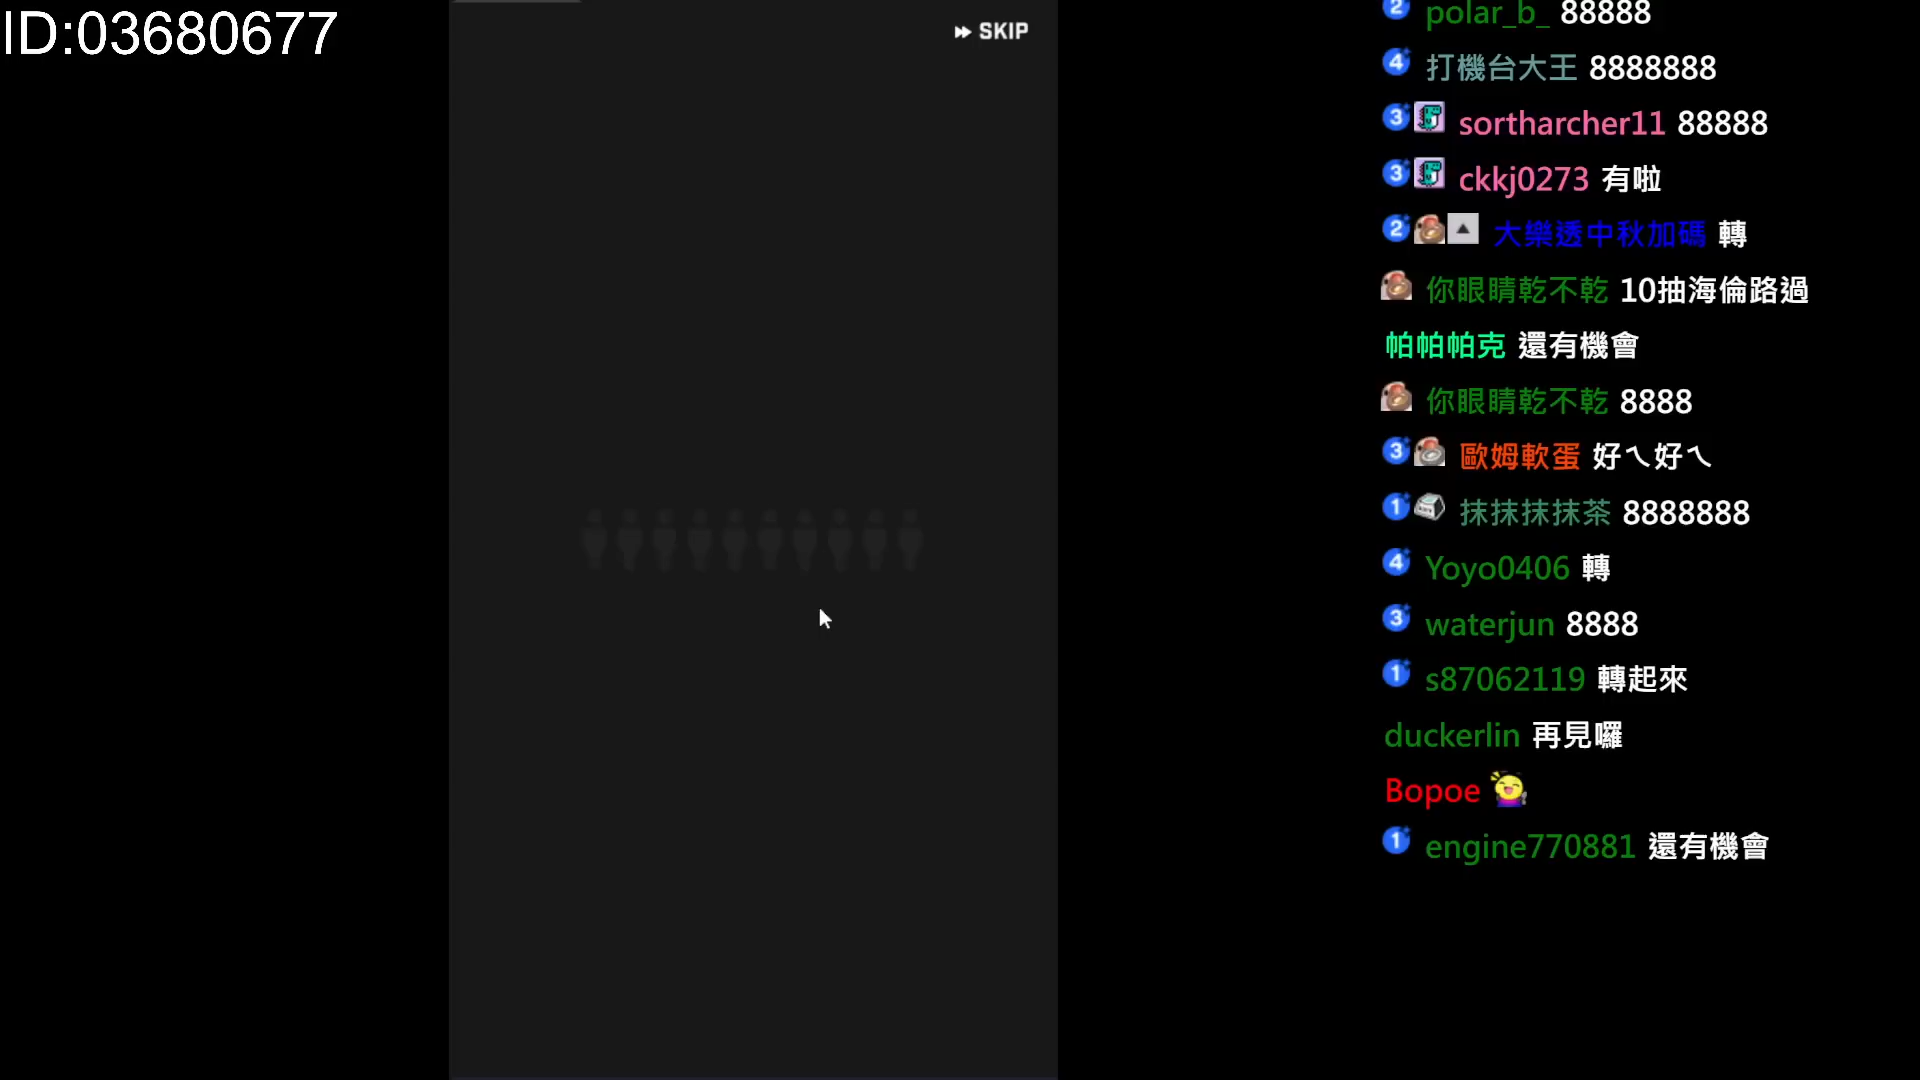 ID:03680677
SKIP
polar_b_ 88888
打機台大王 8888888
sortharcher11 88888
ckkj0273 有啦
大樂透中秋加碼 轉
你眼睛乾不乾 10抽海倫路過
帕帕帕克 還有機會
你眼睛乾不乾 8888
歐姆軟蛋 好ㄟ好ㄟ
抹抹抹抹茶 8888888
Yoyo0406 轉
waterjun 8888
s87062119 轉起來
duckerlin 再見囉
Bopoe
engine770881 還有機會